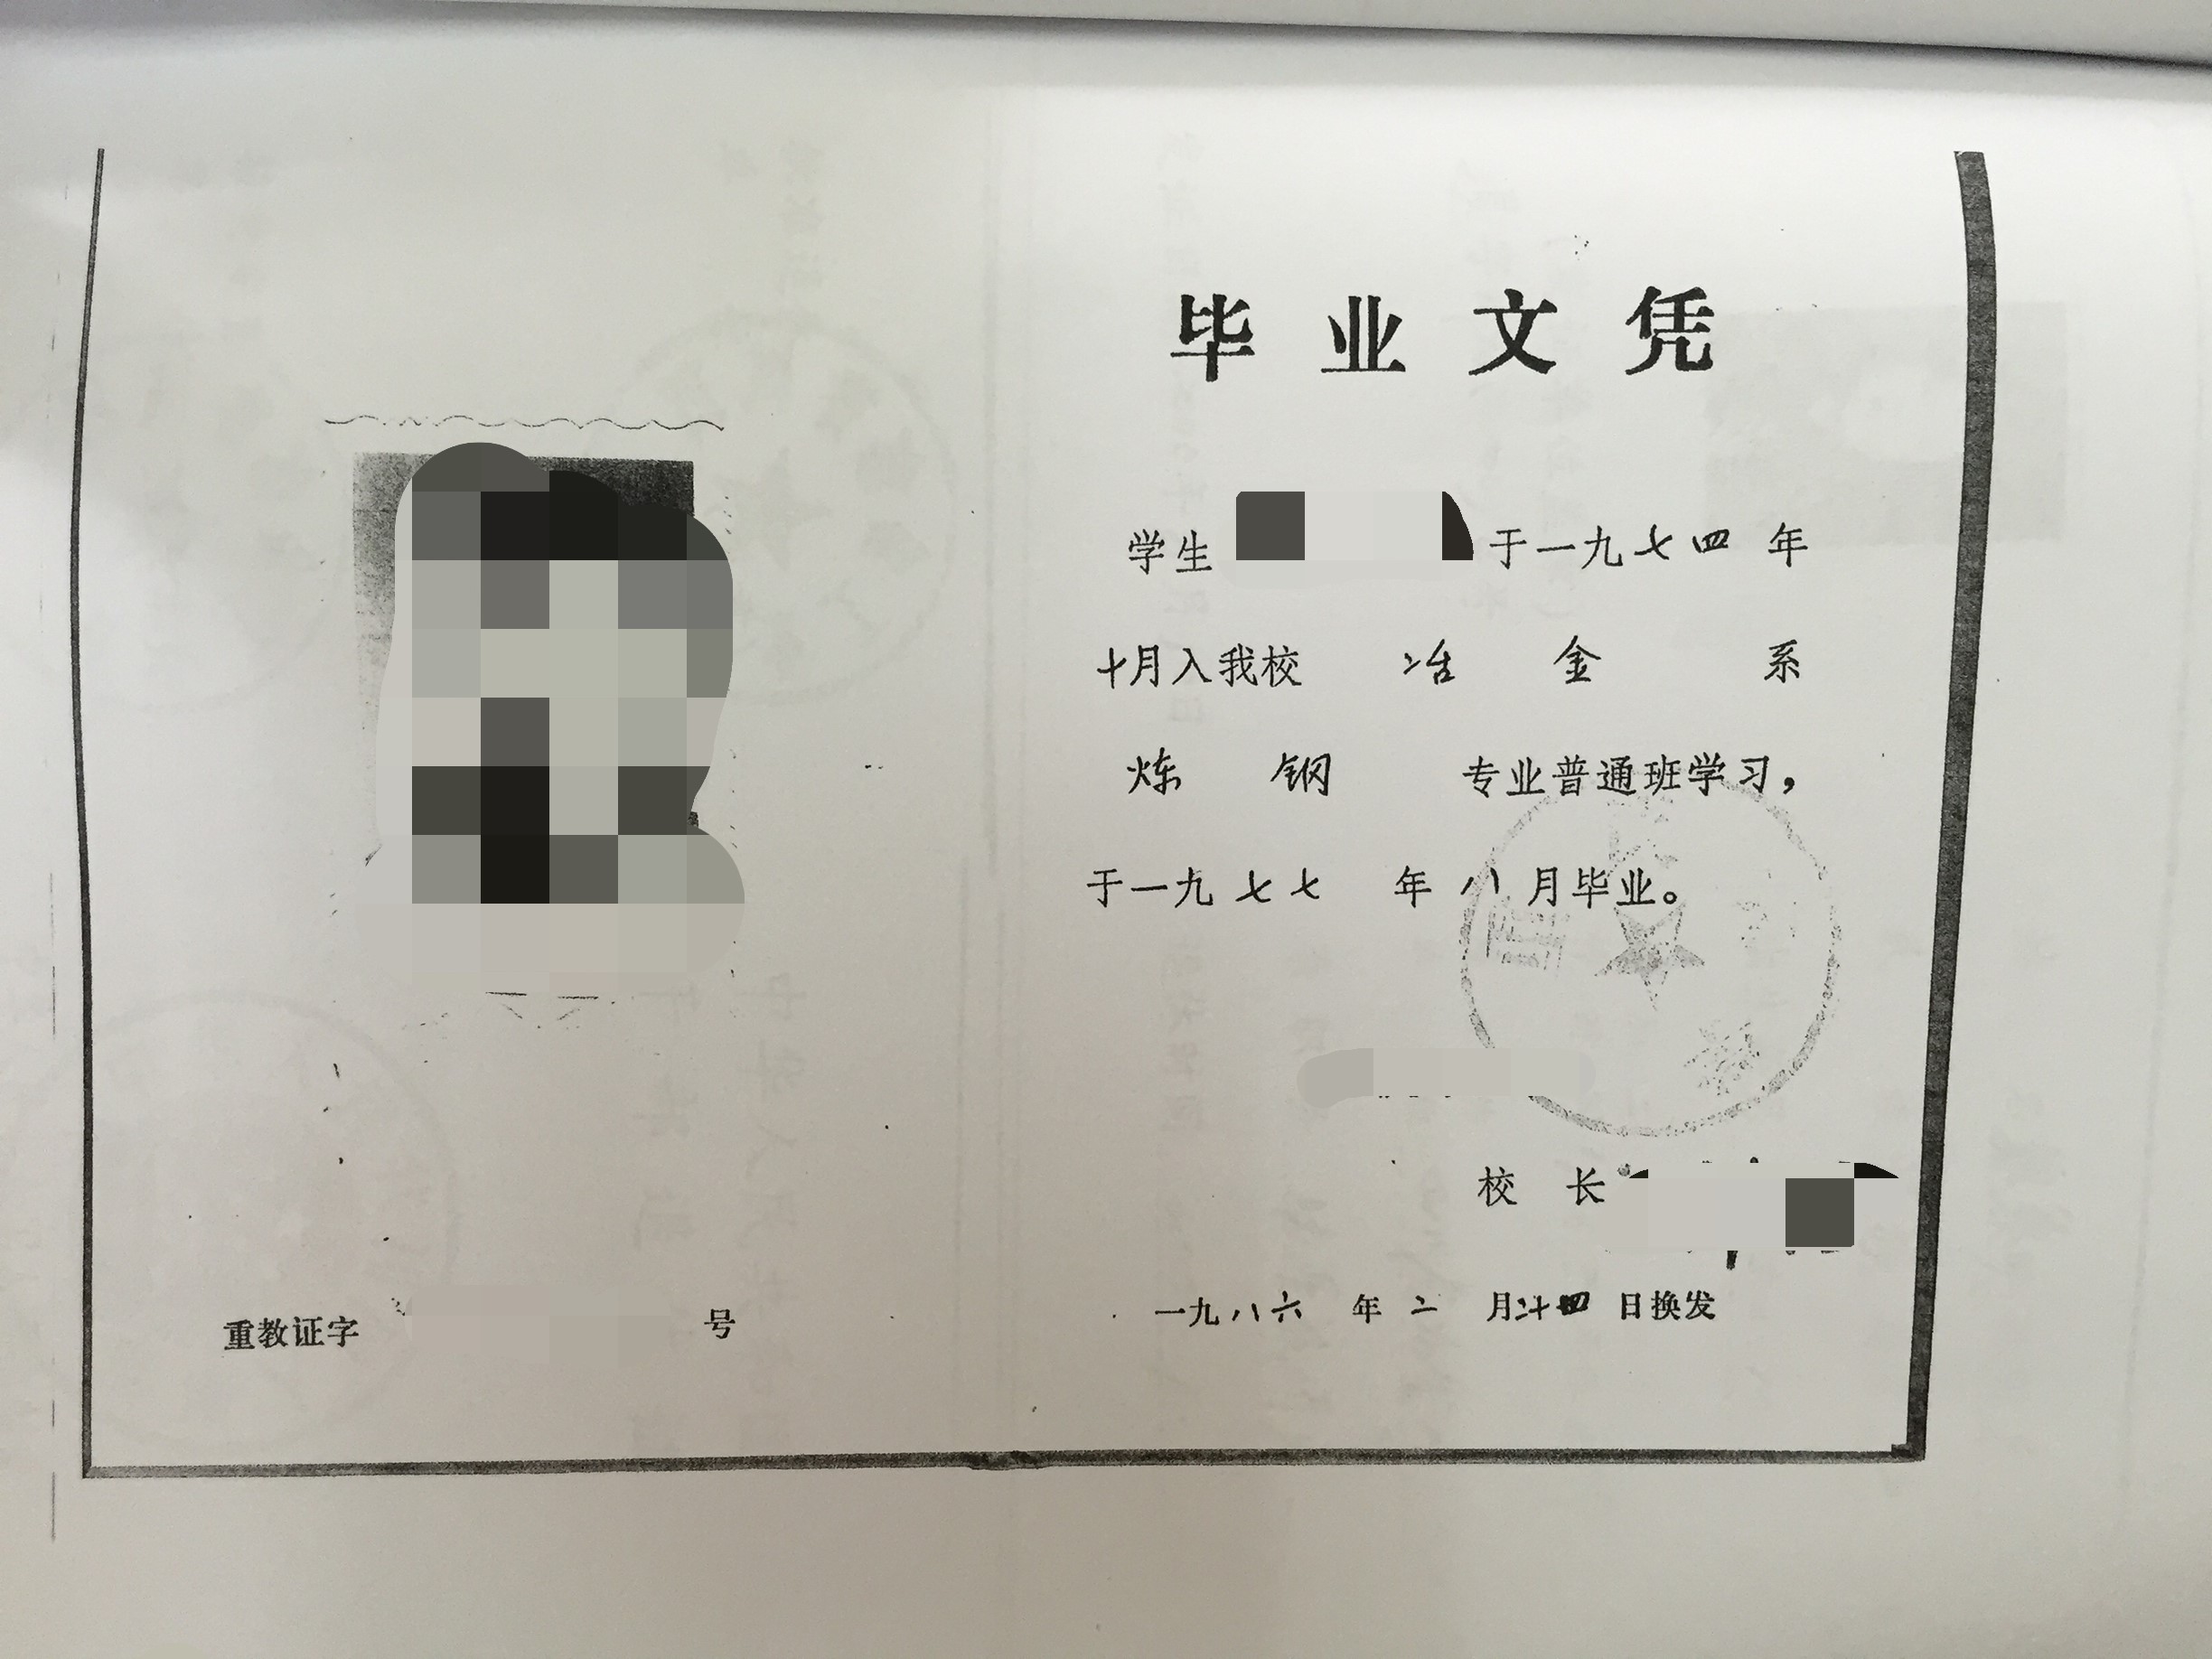 毕业文凭
学生 于一九七四年
十月入我校 冶金系
炼钢 专业普通班学习，
于一九七七年八月毕业。
校长
一九八六年二月廿四日换发
重教证字 号